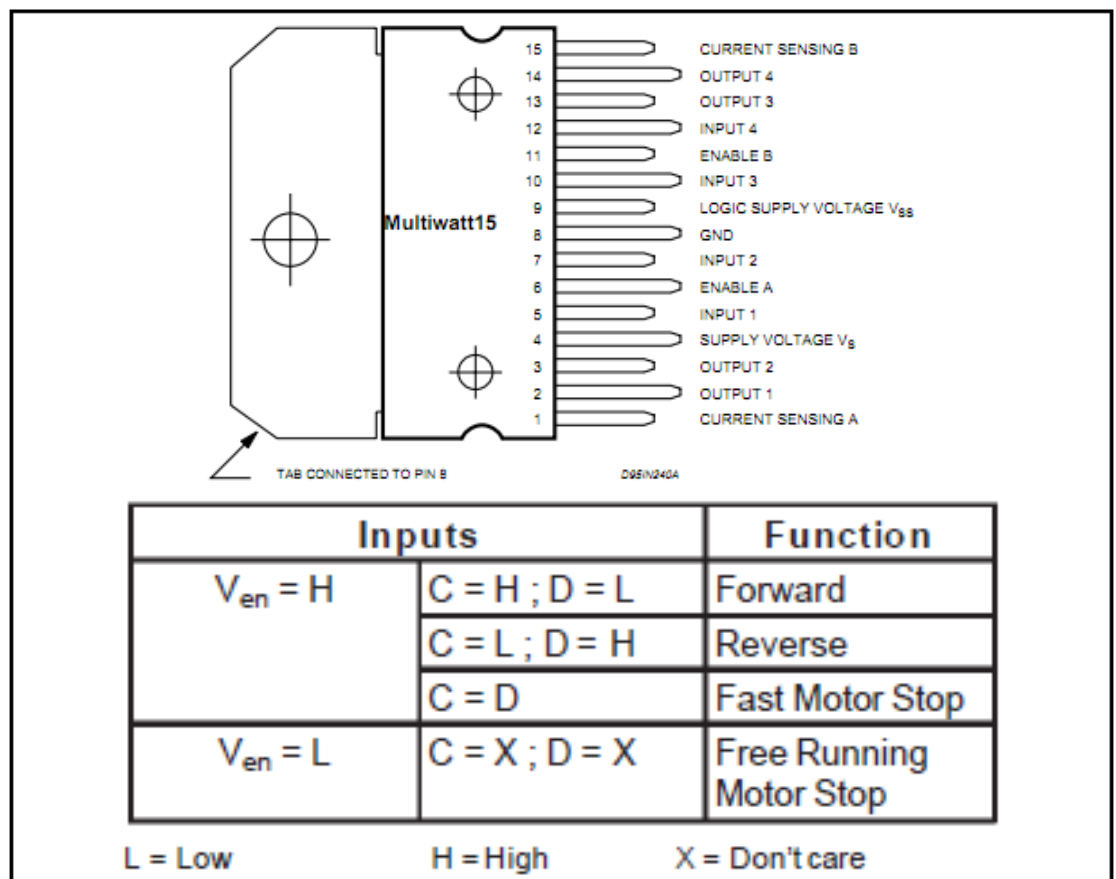 15 CURRENT SENSING B
14 OUTPUT 4
13 OUTPUT 3
12 INPUT 4
11 ENABLE B
10 INPUT 3
9 LOGIC SUPPLY VOLTAGE VSS
Multiwatt15
8 GND
7 INPUT 2
6 ENABLE A
5 INPUT 1
4 SUPPLY VOLTAGE VS
3 OUTPUT 2
2 OUTPUT 1
1 CURRENT SENSING A
TAB CONNECTED TO PIN 8 D95IN240A
Inputs Function
Ven = H C = H ; D = L Forward
C = L ; D = H Reverse
C = D Fast Motor Stop
Ven = L C = X ; D = X Free Running
Motor Stop
L = Low H = High X = Don't care